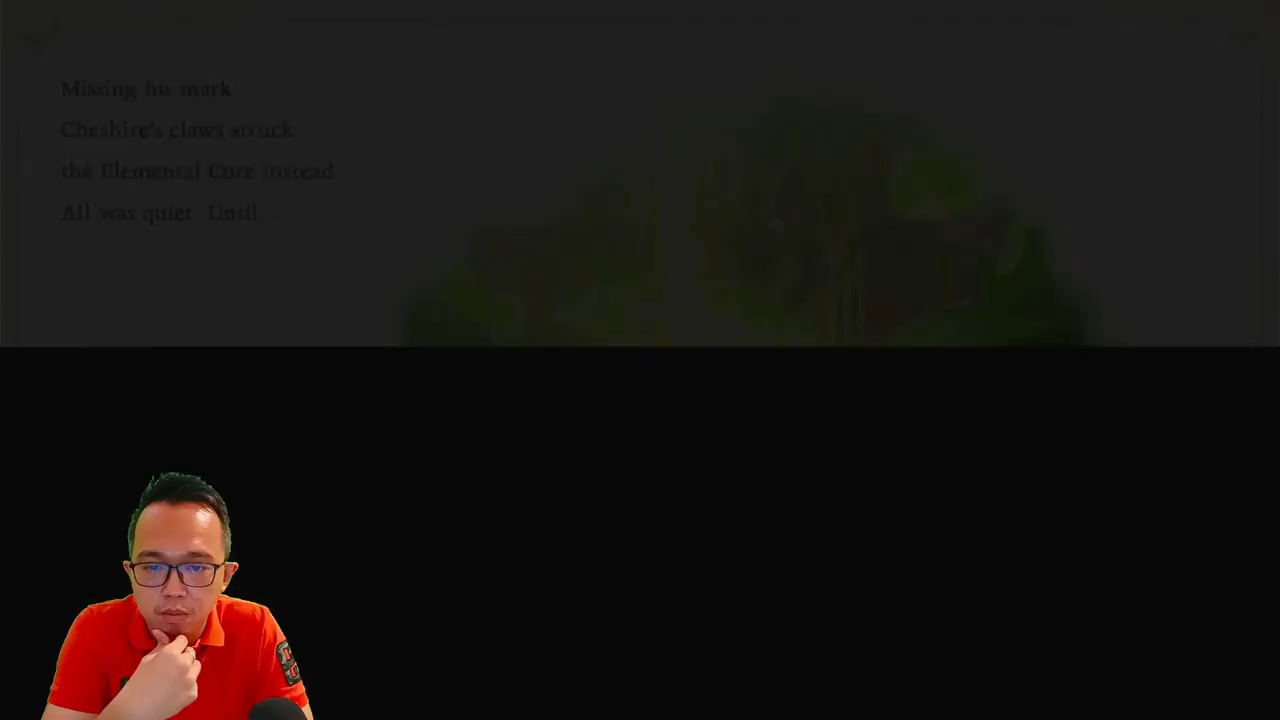 Missing his mark,
Cheshire's claws struck
the Elemental Core instead.
All was quiet. Until...